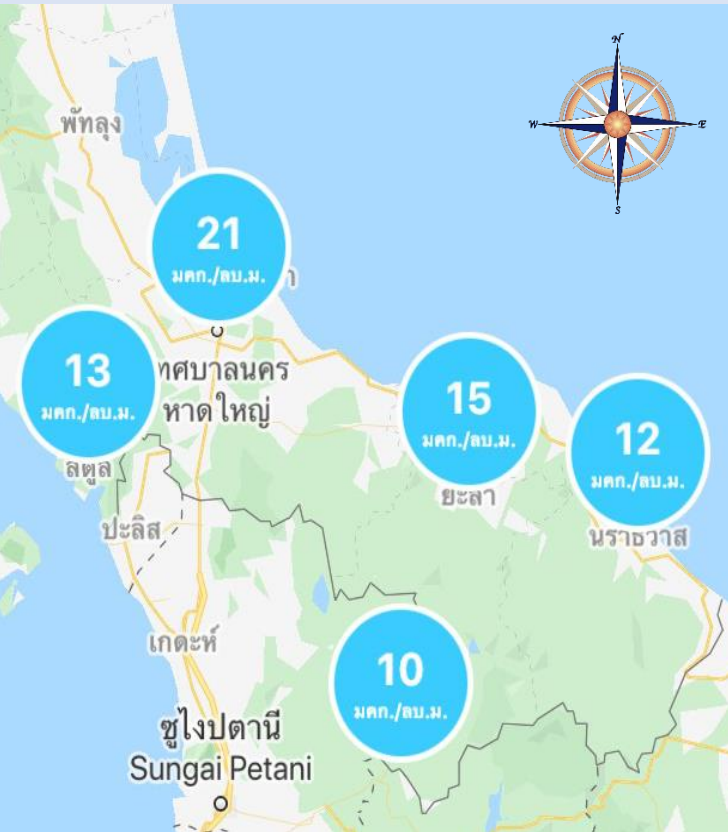 N
W
E
S
พัทลุง
21
มคก./ลบ.ม.
า
13
มคก./ลบ.ม.
ทศบาลนคร
หาดใหญ่
15
มคก./ลบ.ม.
12
มคก./ลบ.ม.
สตูล
ยะลา
ปะลิส
นราธิวาส
เกดะห์
10
มคก./ลบ.ม.
ซูไงปตานี
Sungai Petani